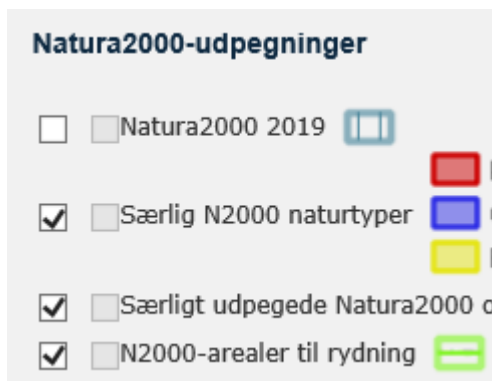 Natura2000-udpegninger
Natura2000 2019
Særlig N2000 naturtyper
Særligt udpegede Natura2000
N2000-arealer til rydning